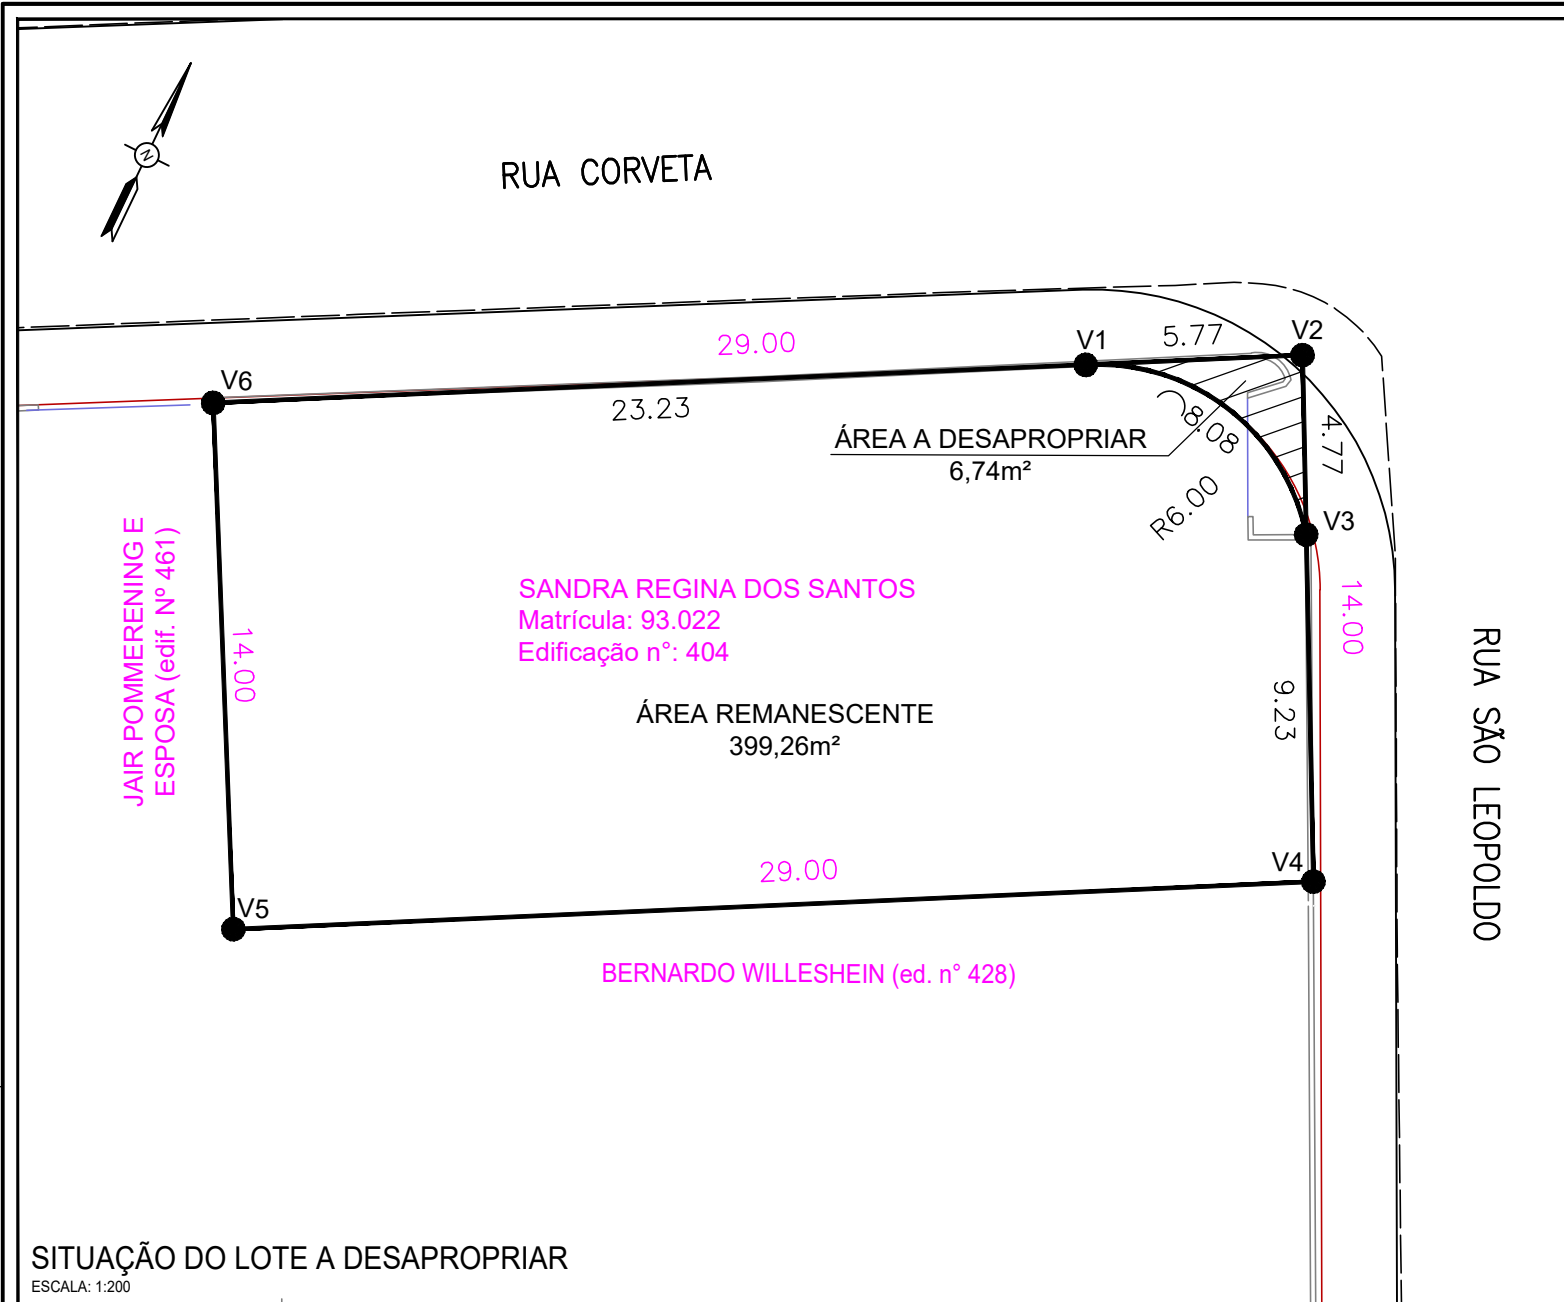 N
RUA CORVETA
29.00
V1
5.77
V2
V6
23.23
8.08
4.77
ÁREA A DESAPROPRIAR
6,74m²
R6.00
V3
JAIR POMMERENING E
ESPOSA (edif. Nº 461)
14.00
SANDRA REGINA DOS SANTOS
Matrícula: 93.022
Edificação n°: 404
14.00
ÁREA REMANESCENTE
399,26m²
9.23
RUA SÃO LEOPOLDO
29.00
V4
V5
BERNARDO WILLESHEIN (ed. n° 428)
SITUAÇÃO DO LOTE A DESAPROPRIAR
ESCALA: 1:200